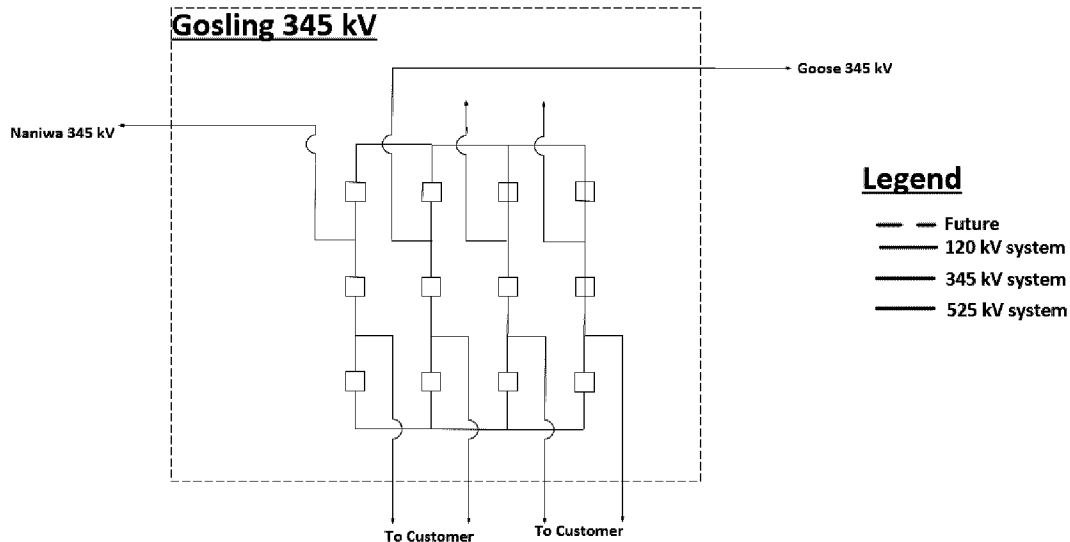 Gosling 345 kV
Goose 345 kV
Naniwa 345 kV
Legend
Future
120 kV system
345 kV system
525 kV system
To Customer
To Customer